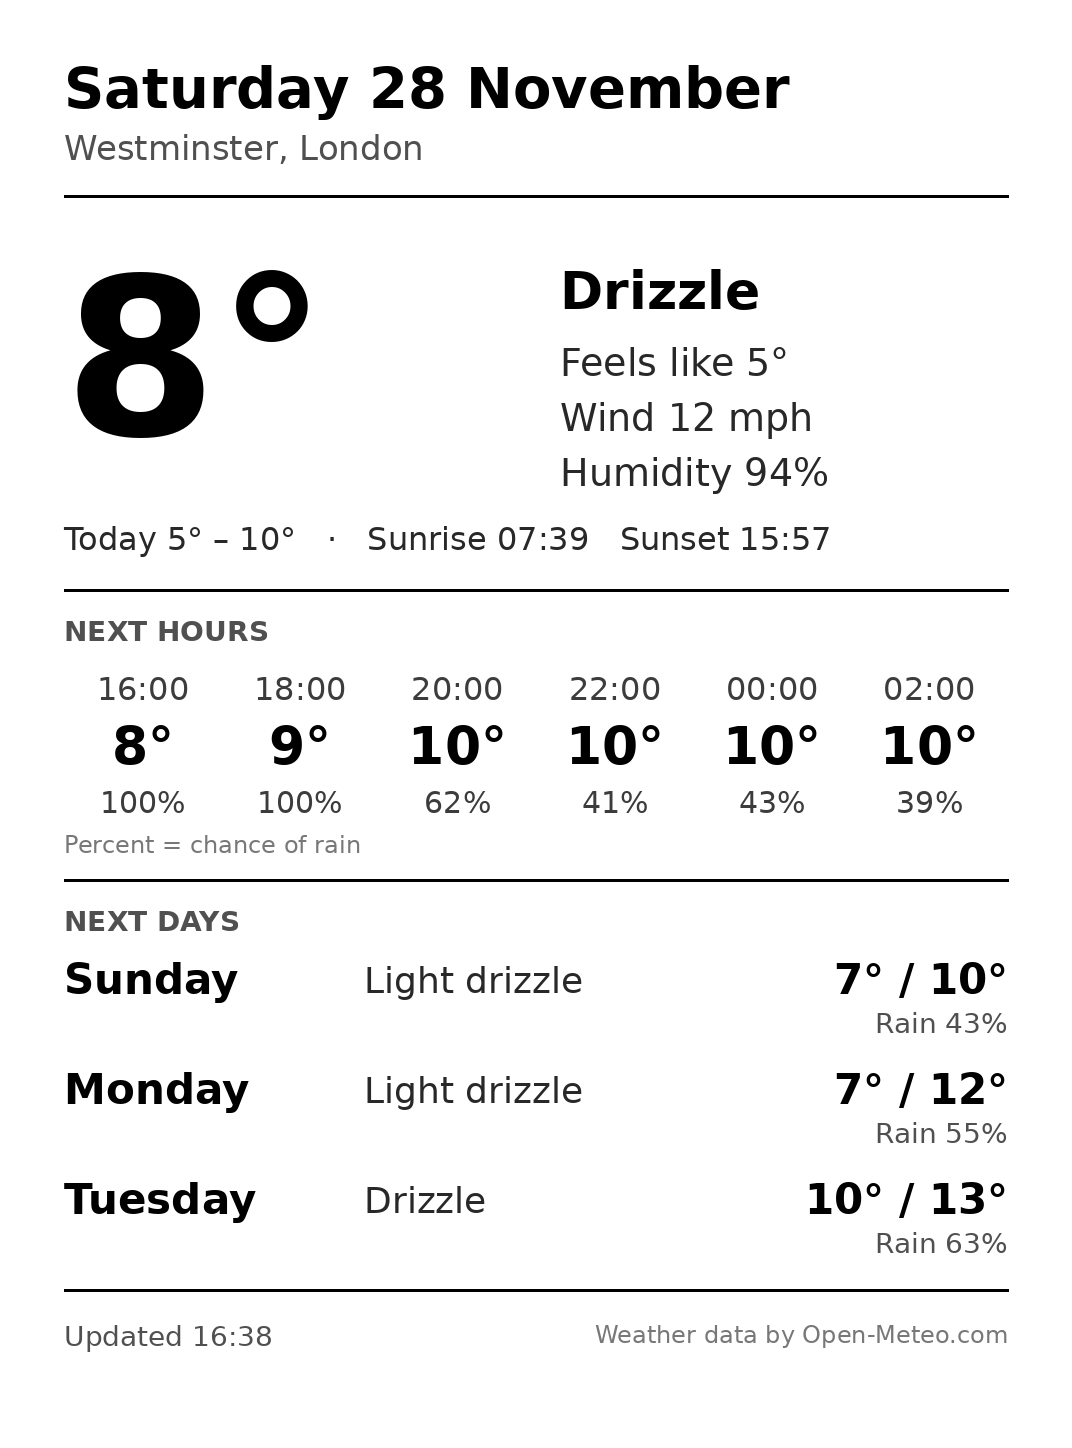 Saturday 28 November
Westminster, London
8°
Drizzle
Feels like 5°
Wind 12 mph
Humidity 94%
Today 5° – 10° · Sunrise 07:39 Sunset 15:57
NEXT HOURS
16:00 18:00 20:00 22:00 00:00 02:00
8° 9° 10° 10° 10° 10°
100% 100% 62% 41% 43% 39%
Percent = chance of rain
NEXT DAYS
Sunday Light drizzle 7° / 10°
Rain 43%
Monday Light drizzle 7° / 12°
Rain 55%
Tuesday Drizzle 10° / 13°
Rain 63%
Updated 16:38 Weather data by Open-Meteo.com